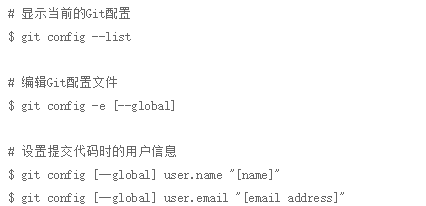 # 显示当前的Git配置
$ git config --list
# 编辑Git配置文件
$ git config -e [--global]
# 设置提交代码时的用户信息
$ git config [--global] user.name "[name]"
$ git config [--global] user.email "[email address]"